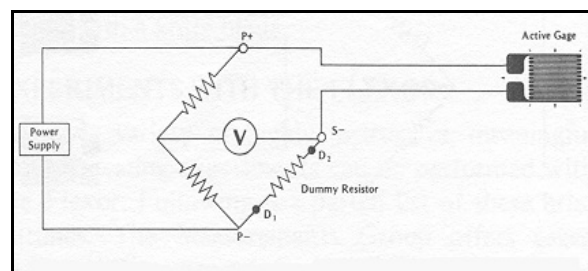 P+
Active Gage
Power
Supply
V
S-
D2
Dummy Resistor
D1
P-